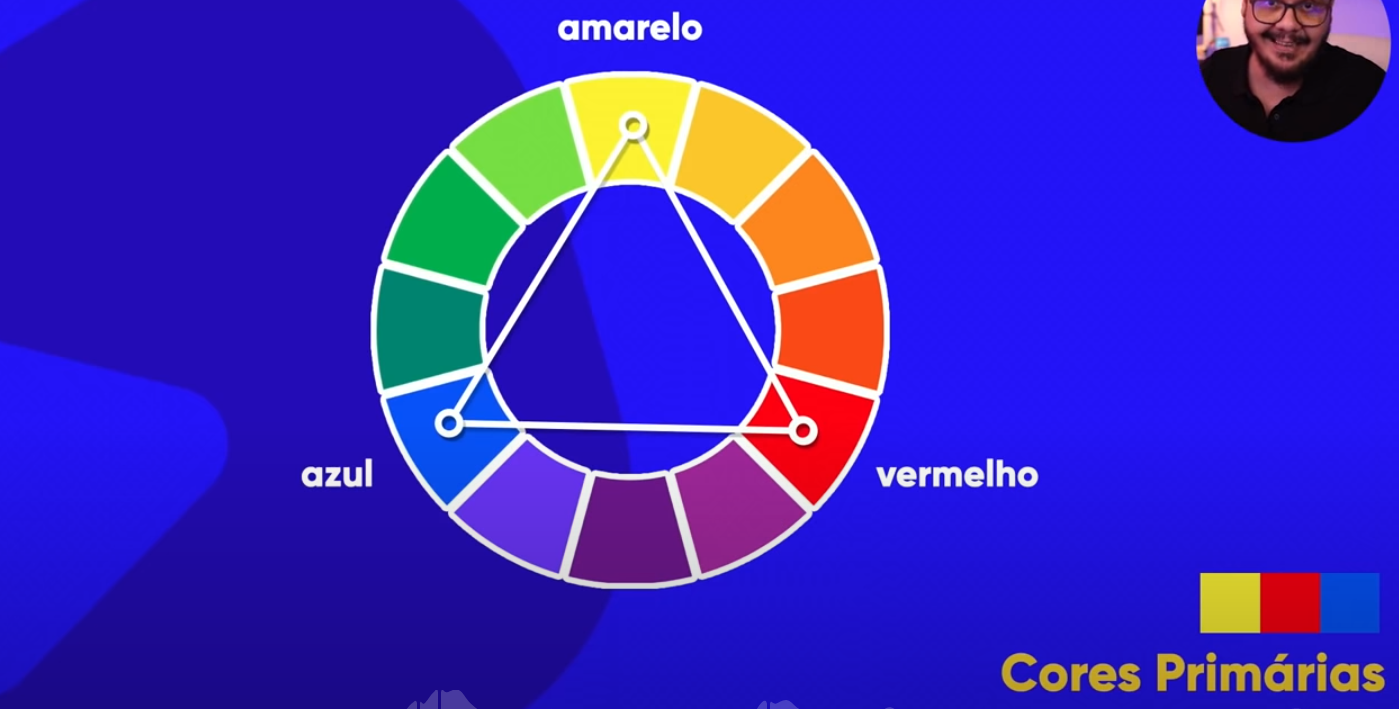 amarelo
azul
vermelho
Cores Primárias